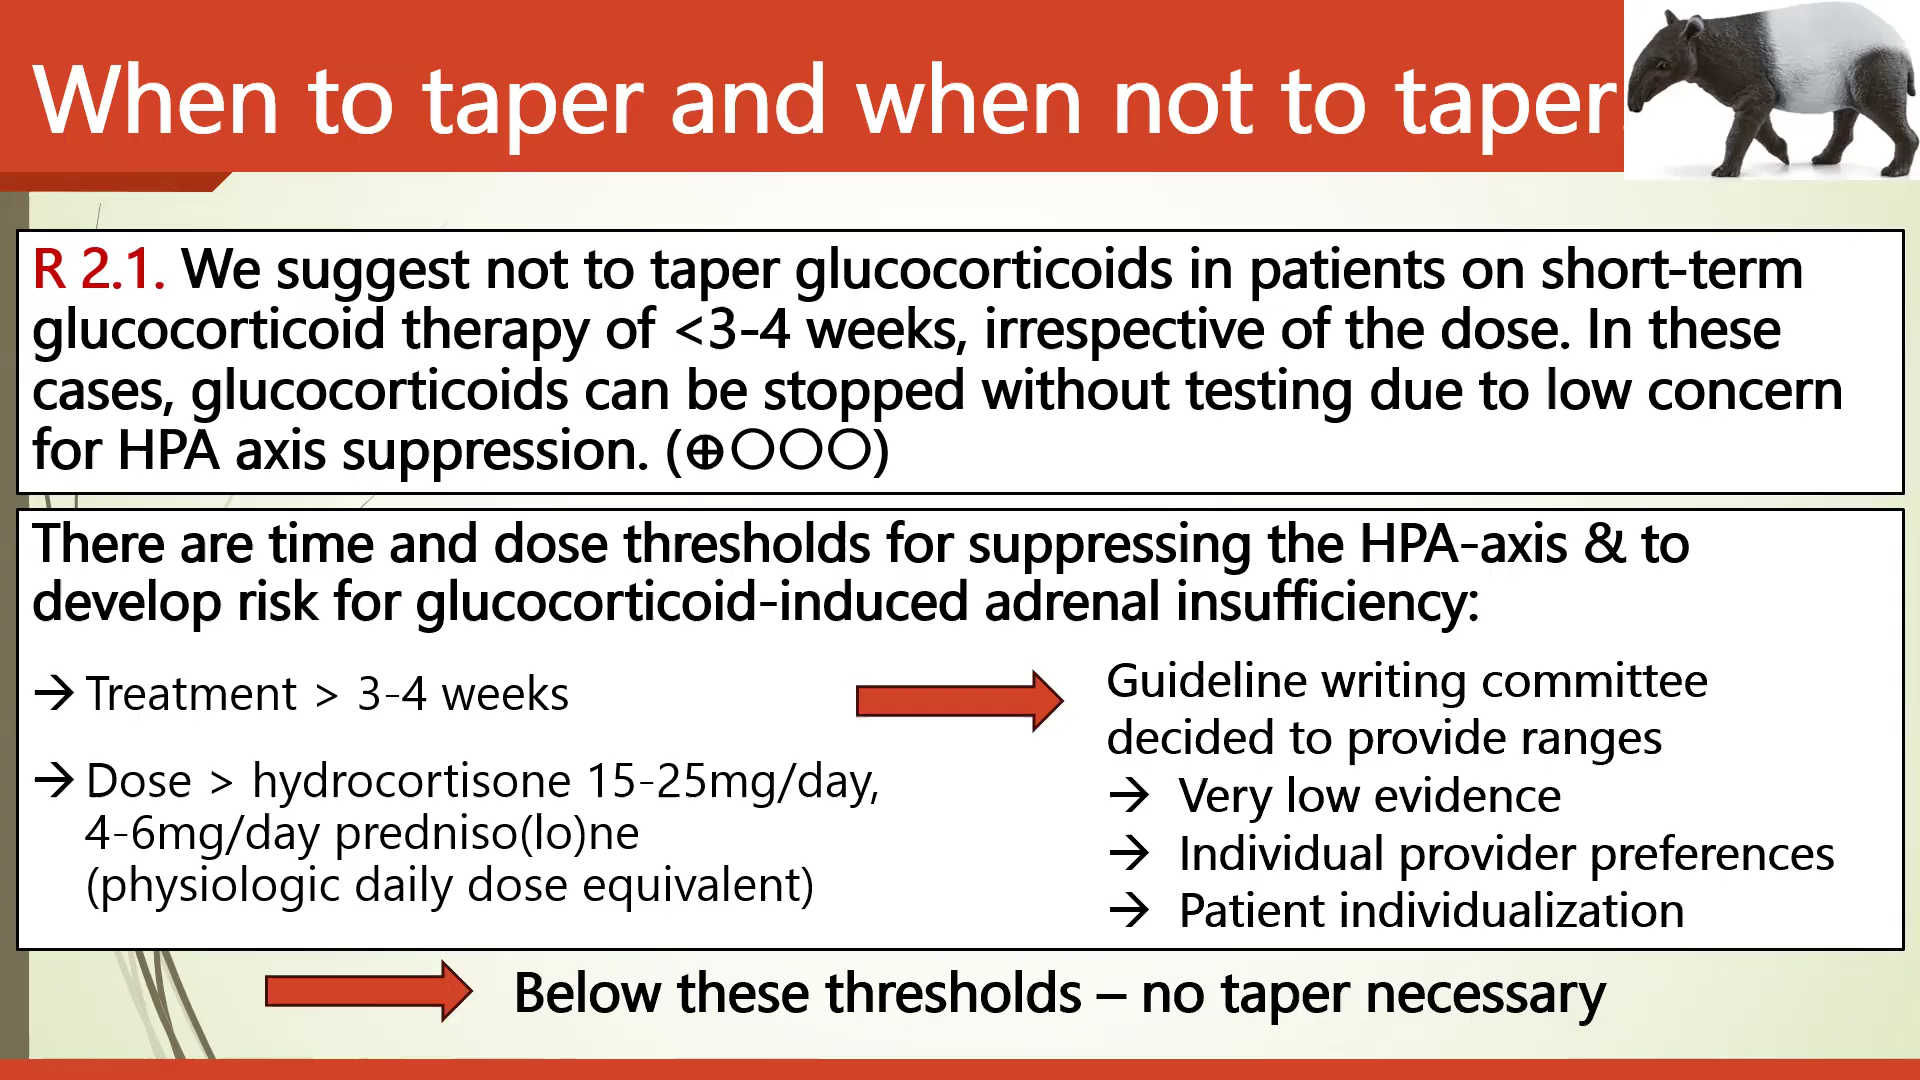 When to taper and when not to taper
R 2.1. We suggest not to taper glucocorticoids in patients on short-term
glucocorticoid therapy of <3-4 weeks, irrespective of the dose. In these
cases, glucocorticoids can be stopped without testing due to low concern
for HPA axis suppression. (⊕○○○)
There are time and dose thresholds for suppressing the HPA-axis & to
develop risk for glucocorticoid-induced adrenal insufficiency:
→ Treatment > 3-4 weeks
→ Dose > hydrocortisone 15-25mg/day,
4-6mg/day predniso(lo)ne
(physiologic daily dose equivalent)
Guideline writing committee
decided to provide ranges
→ Very low evidence
→ Individual provider preferences
→ Patient individualization
Below these thresholds – no taper necessary